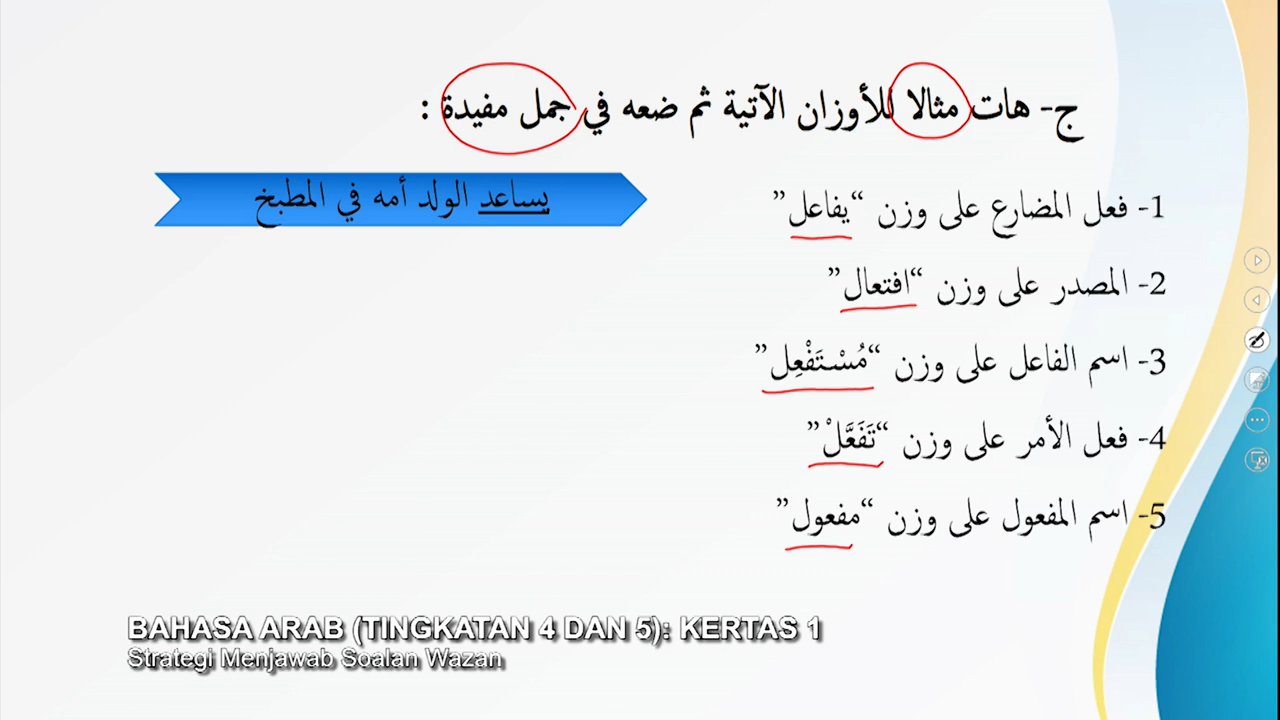 ج- هات مثالا للأوزان الآتية ثم ضعه في جمل مفيدة :
1- فعل المضارع على وزن “يفاعل”
يساعد الولد أمه في المطبخ
2- المصدر على وزن “افتعال”
3- اسم الفاعل على وزن “مُسْتَفْعِل”
4- فعل الأمر على وزن “تَفَعَّلْ”
5- اسم المفعول على وزن “مفعول”
BAHASA ARAB (TINGKATAN 4 DAN 5): KERTAS 1
Strategi Menjawab Soalan Wazan